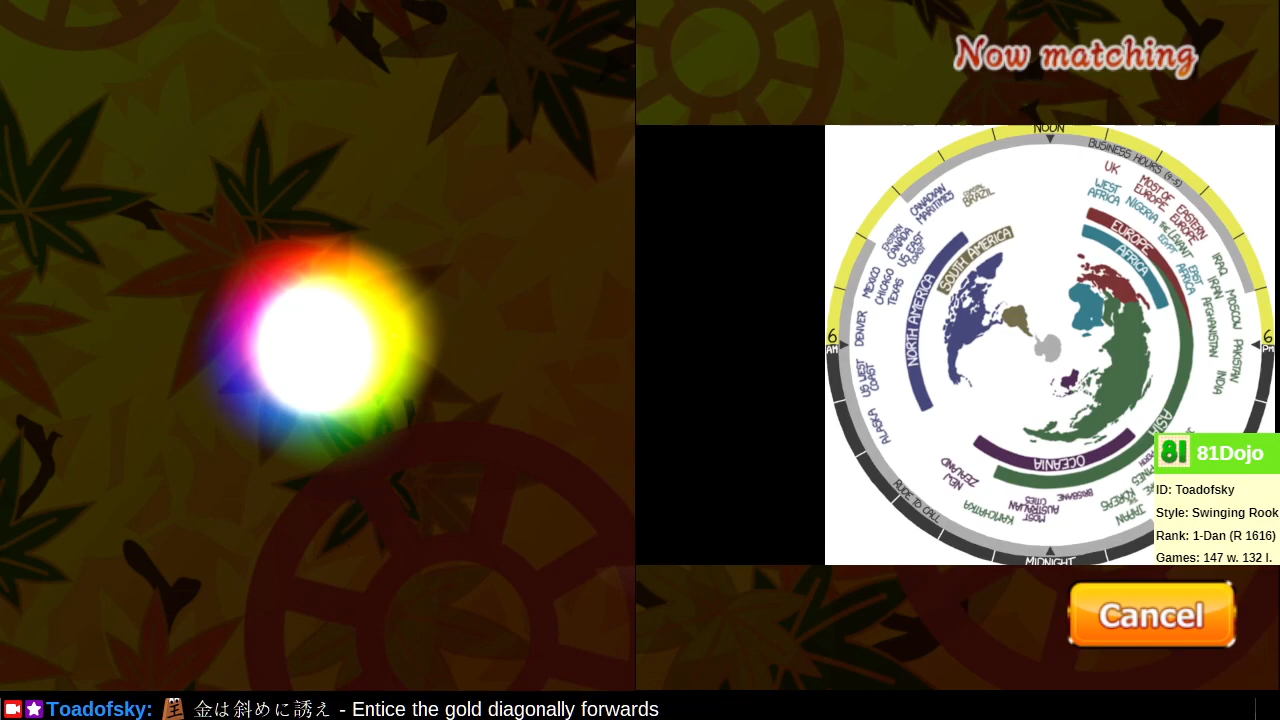 Now matching
NOON
BUSINESS HOURS (9-5)
UK
WEST AFRICA
MOST OF EUROPE
NIGERIA
EASTERN EUROPE
THE LEVANT
EGYPT
EAST AFRICA
IRAQ
IRAN
MOSCOW
AFGHANISTAN
PAKISTAN
INDIA
CANADIAN MARITIMES
BRAZIL
EASTERN CANADA
US EAST COAST
MEXICO
CHICAGO
TEXAS
DENVER
US WEST COAST
ALASKA
EUROPE
AFRICA
SOUTH AMERICA
NORTH AMERICA
ASIA
OCEANIA
6 AM
6 PM
NEW ZEALAND
KAMCHATKA
MOST AUSTRALIAN CITIES
BRISBANE
JAPAN
KOREAS
RUDE TO CALL
MIDNIGHT
81 81Dojo
ID: Toadofsky
Style: Swinging Rook
Rank: 1-Dan (R 1616)
Games: 147 w. 132 l.
Cancel
Toadofsky: 金は斜めに誘え - Entice the gold diagonally forwards